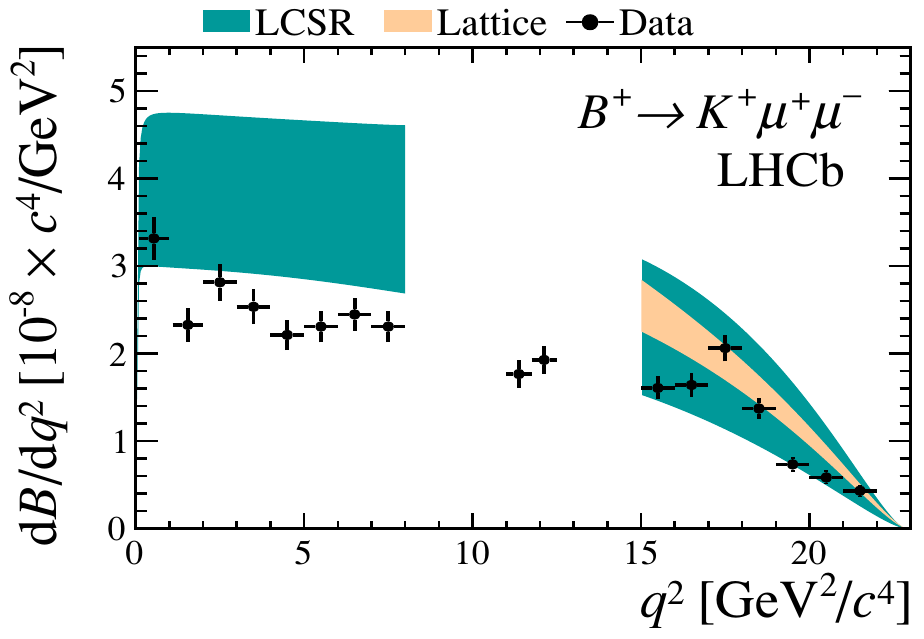 LCSR Lattice Data
B⁺ → K⁺μ⁺μ⁻
LHCb
dB/dq² [10⁻⁸ × c⁴/GeV²]
5
4
3
2
1
0
0 5 10 15 20
q² [GeV²/c⁴]